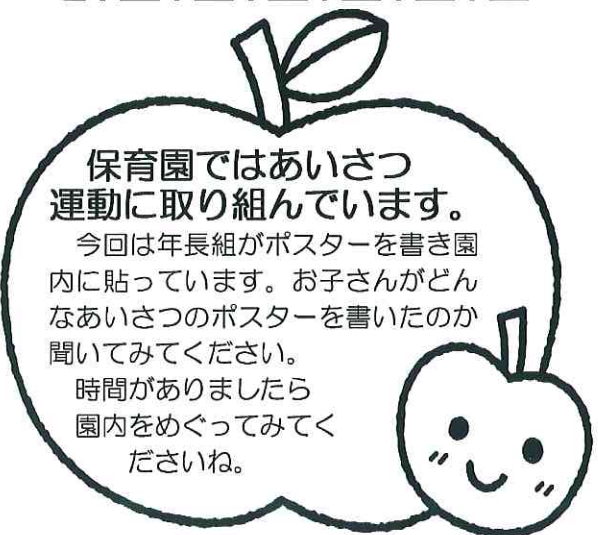 保育園ではあいさつ
運動に取り組んでいます。
今回は年長組がポスターを書き園
内に貼っています。お子さんがどん
なあいさつのポスターを書いたのか
聞いてみてください。
時間がありましたら
園内をめぐってみてく
ださいね。